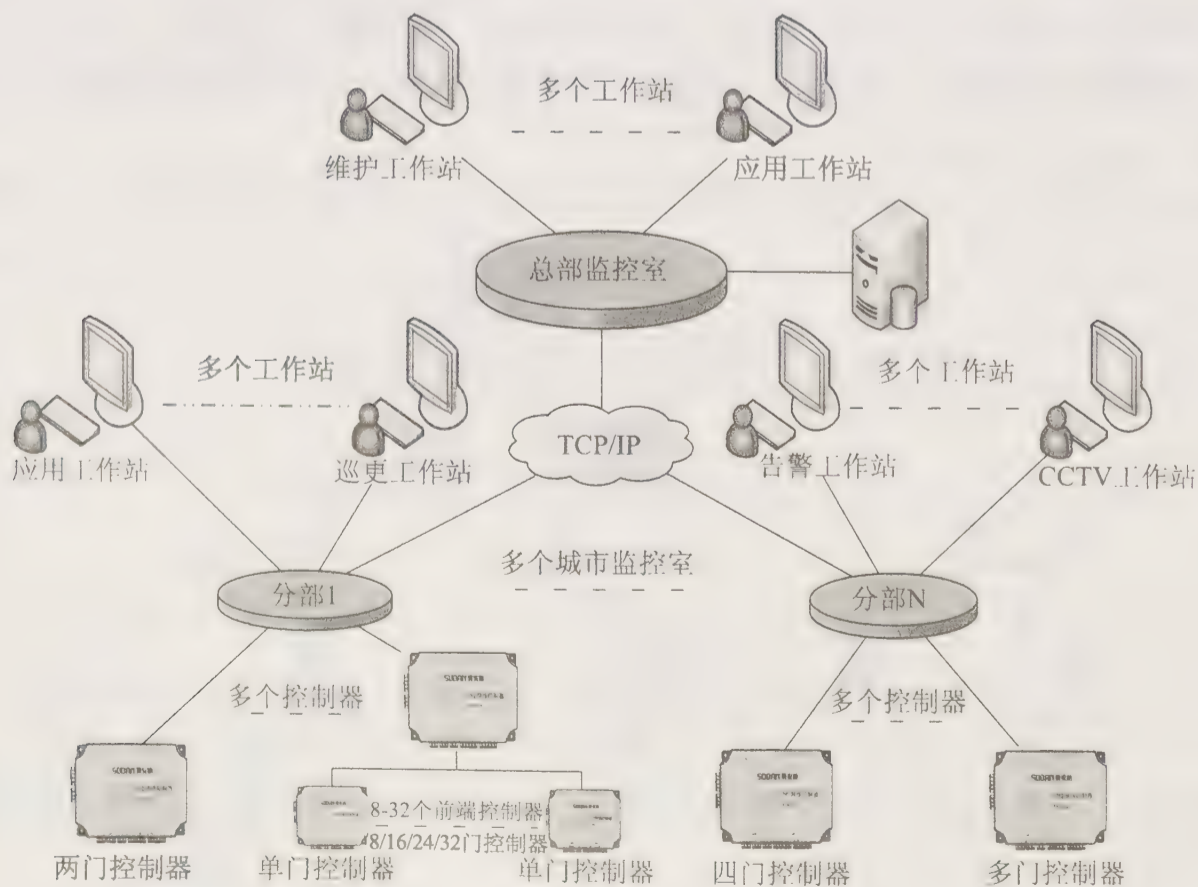 多个工作站
维护工作站
应用工作站
总部监控室
多个工作站
多个工作站
TCP/IP
应用工作站
巡更工作站
告警工作站
CCTV工作站
多个城市监控室
分部1
分部N
多个控制器
多个控制器
8-32个前端控制器
8/16/24/32门控制器
两门控制器
单门控制器
单门控制器
四门控制器
多门控制器